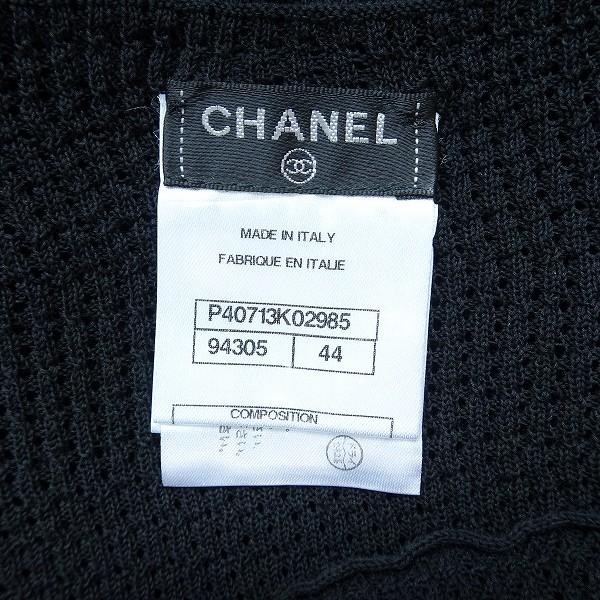 CHANEL
MADE IN ITALY
FABRIQUE EN ITALIE
P40713K02985
94305 44
COMPOSITION